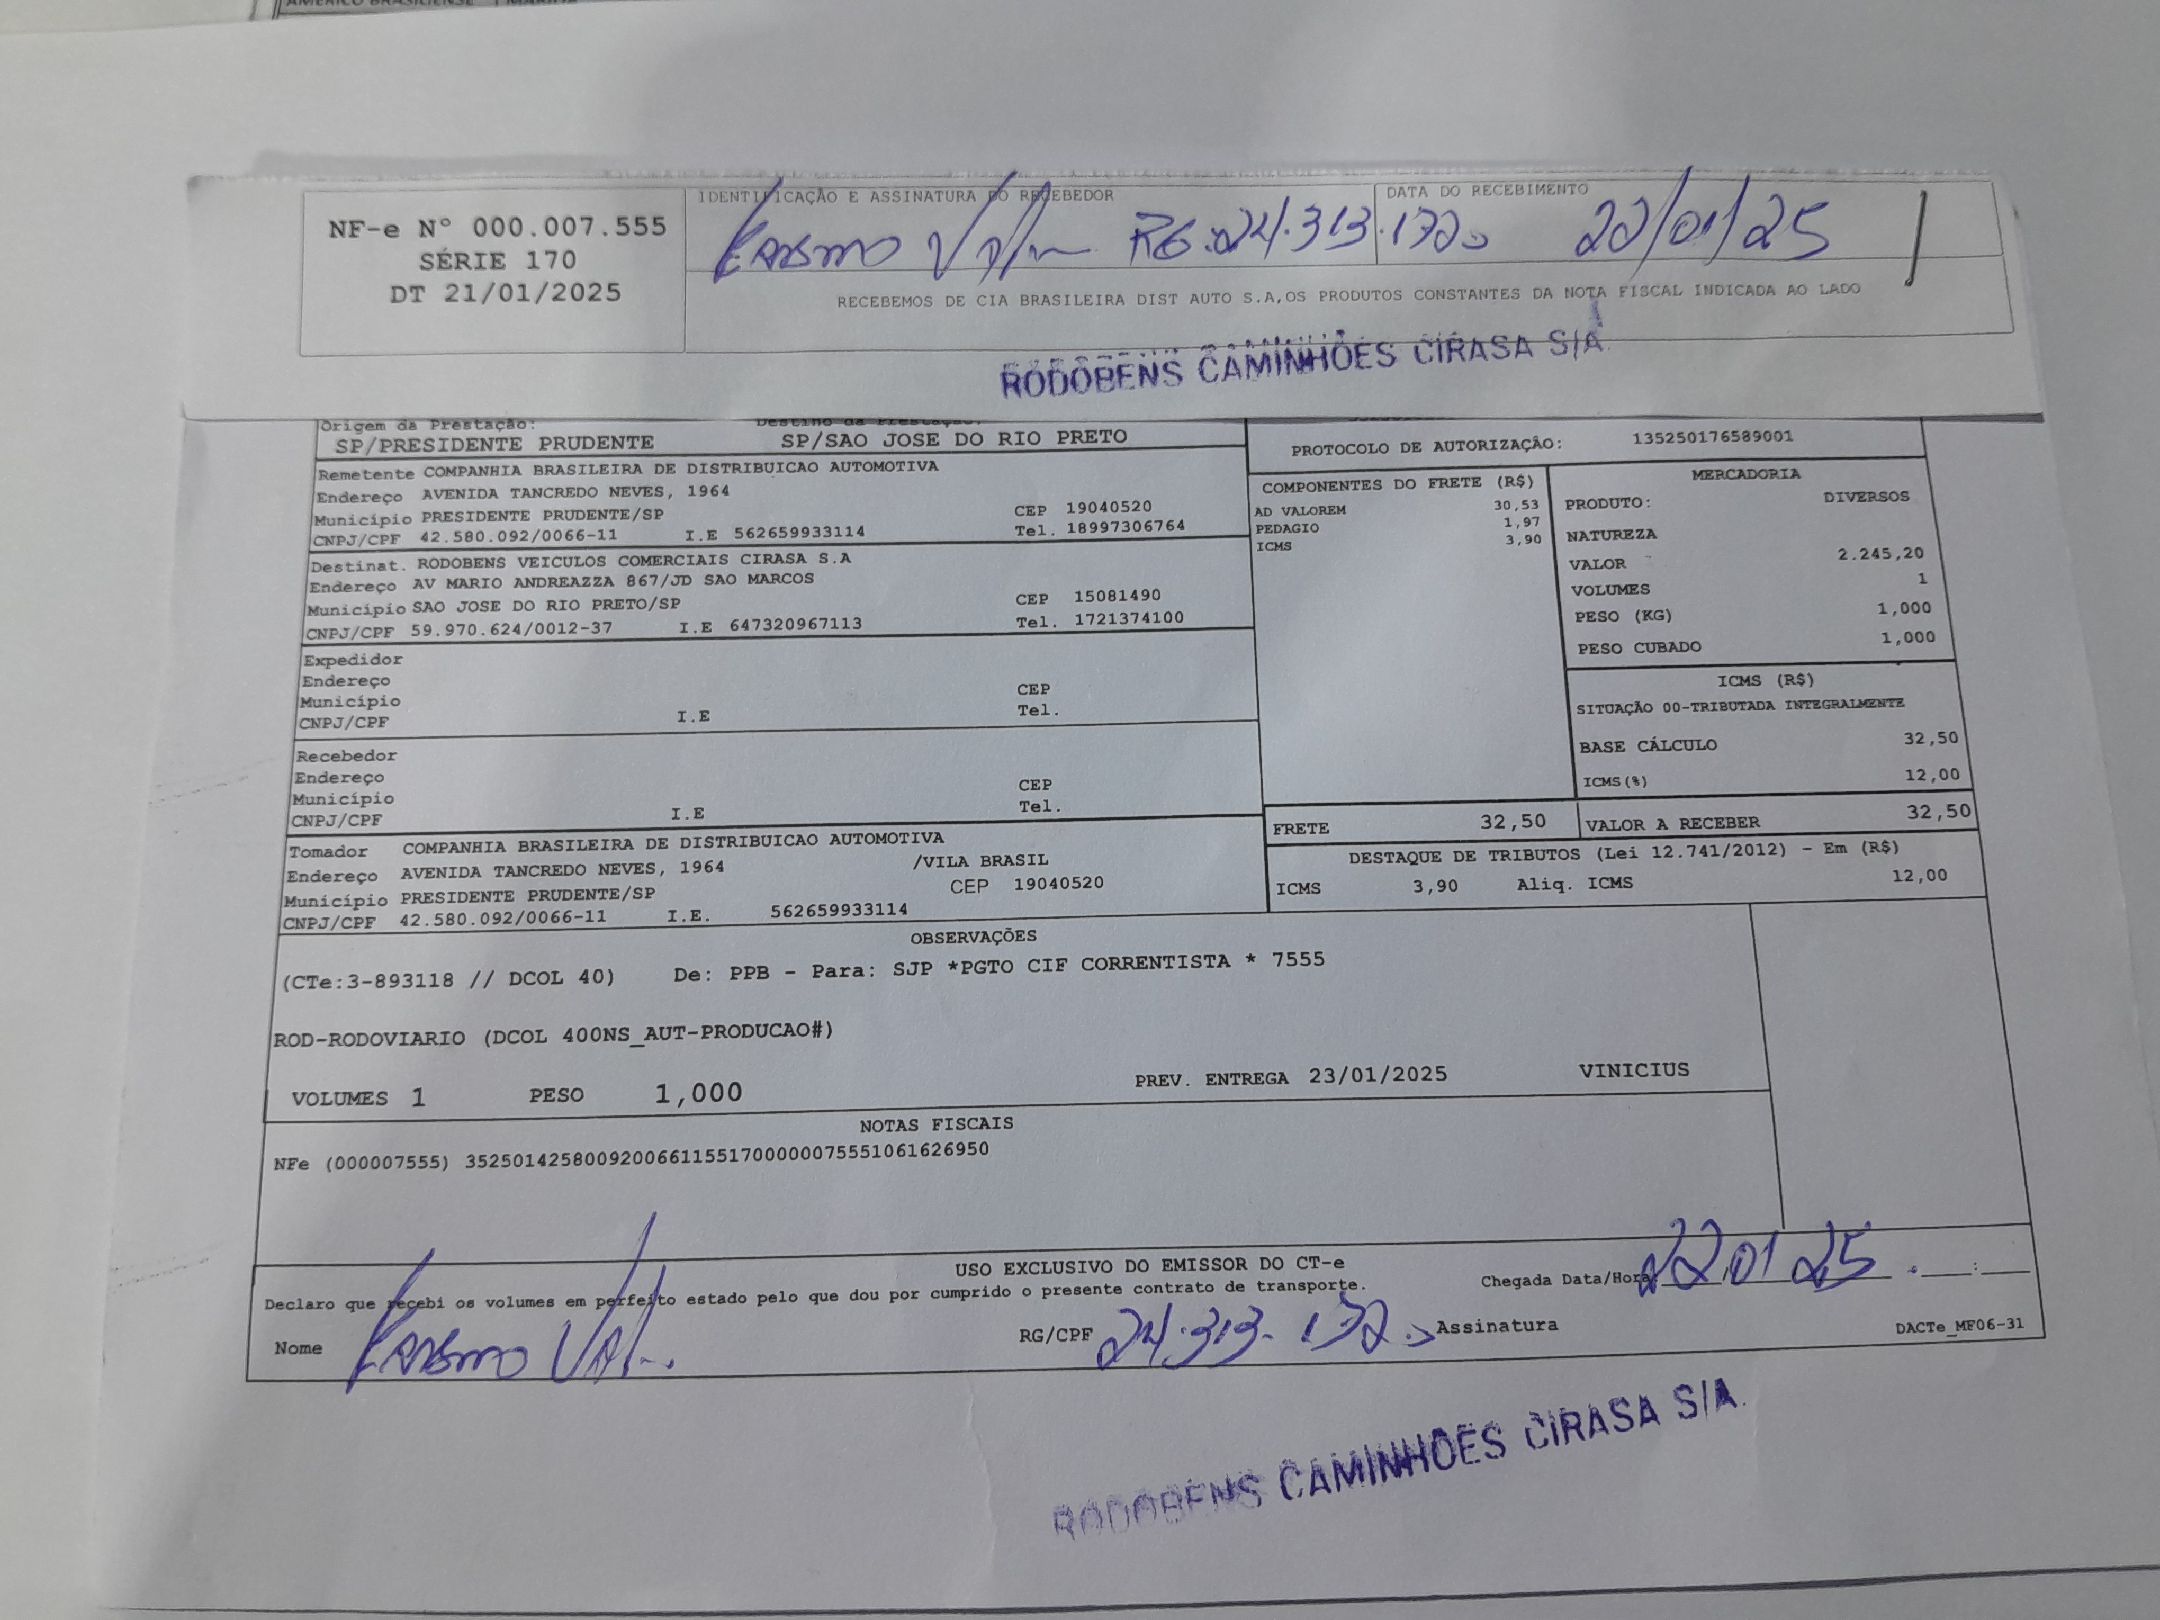 IDENTIFICAÇÃO E ASSINATURA DO RECEBEDOR DATA DO RECEBIMENTO
NF-e Nº 000.007.555
SÉRIE 170
DT 21/01/2025
RG.24.313.172 22/01/25
RECEBEMOS DE CIA BRASILEIRA DIST AUTO S.A,OS PRODUTOS CONSTANTES DA NOTA FISCAL INDICADA AO LADO
RODOBENS CAMINHÕES CIRASA S/A.
Origem da Prestação: Destino da Prestação:
SP/PRESIDENTE PRUDENTE SP/SAO JOSE DO RIO PRETO
Remetente COMPANHIA BRASILEIRA DE DISTRIBUICAO AUTOMOTIVA
Endereço AVENIDA TANCREDO NEVES, 1964
Município PRESIDENTE PRUDENTE/SP CEP 19040520
CNPJ/CPF 42.580.092/0066-11 I.E 562659933114 Tel. 18997306764
Destinat. RODOBENS VEICULOS COMERCIAIS CIRASA S.A
Endereço AV MARIO ANDREAZZA 867/JD SAO MARCOS
Município SAO JOSE DO RIO PRETO/SP CEP 15081490
CNPJ/CPF 59.970.624/0012-37 I.E 647320967113 Tel. 1721374100
Expedidor
Endereço
Município CEP
CNPJ/CPF I.E Tel.
Recebedor
Endereço
Município CEP
CNPJ/CPF I.E Tel.
Tomador COMPANHIA BRASILEIRA DE DISTRIBUICAO AUTOMOTIVA
Endereço AVENIDA TANCREDO NEVES, 1964 /VILA BRASIL
Município PRESIDENTE PRUDENTE/SP CEP 19040520
CNPJ/CPF 42.580.092/0066-11 I.E. 562659933114
PROTOCOLO DE AUTORIZAÇÃO: 135250176589001
COMPONENTES DO FRETE (R$)
AD VALOREM 30,53
PEDAGIO 1,97
ICMS 3,90
MERCADORIA
PRODUTO: DIVERSOS
NATUREZA
VALOR 2.245,20
VOLUMES 1
PESO (KG) 1,000
PESO CUBADO 1,000
ICMS (R$)
SITUAÇÃO 00-TRIBUTADA INTEGRALMENTE
BASE CÁLCULO 32,50
ICMS(%) 12,00
FRETE 32,50 VALOR A RECEBER 32,50
DESTAQUE DE TRIBUTOS (Lei 12.741/2012) - Em (R$)
ICMS 3,90 Aliq. ICMS 12,00
OBSERVAÇÕES
(CTe:3-893118 // DCOL 40) De: PPB - Para: SJP *PGTO CIF CORRENTISTA * 7555
ROD-RODOVIARIO (DCOL 400NS_AUT-PRODUCAO#)
VOLUMES 1 PESO 1,000 PREV. ENTREGA 23/01/2025 VINICIUS
NOTAS FISCAIS
NFe (000007555) 35250142580092006611551700000075551061626950
USO EXCLUSIVO DO EMISSOR DO CT-e
Declaro que recebi os volumes em perfeito estado pelo que dou por cumprido o presente contrato de transporte. Chegada Data/Hora 22 01 25
Nome RG/CPF 24.313.172 Assinatura
DACTe_MF06-31
RODOBENS CAMINHÕES CIRASA S/A.